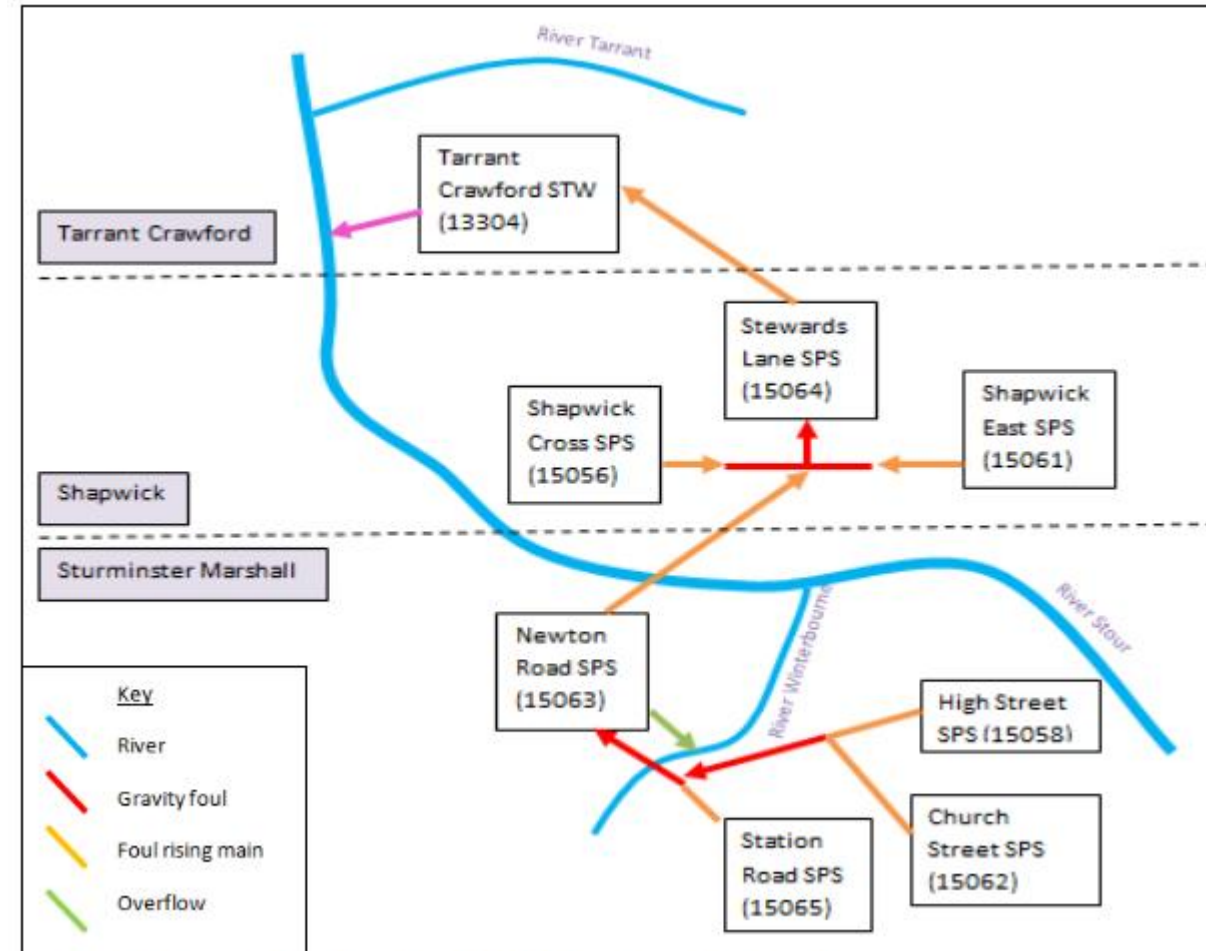 River Tarrant
Tarrant
Crawford STW
(13304)
Tarrant Crawford
Stewards
Lane SPS
(15064)
Shapwick
Cross SPS
(15056)
Shapwick
East SPS
(15061)
Shapwick
Sturminster Marshall
River Stour
River Winterbourne
Newton
Road SPS
(15063)
High Street
SPS (15058)
Church
Street SPS
(15062)
Station
Road SPS
(15065)
Key
River
Gravity foul
Foul rising main
Overflow